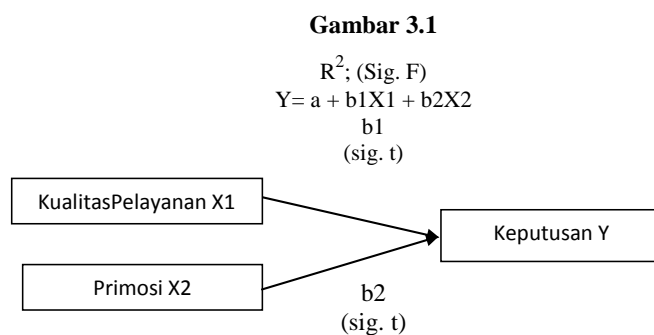 Gambar 3.1
R²; (Sig. F)
Y= a + b1X1 + b2X2
b1
(sig. t)
KualitasPelayanan X1
Keputusan Y
Primosi X2
b2
(sig. t)